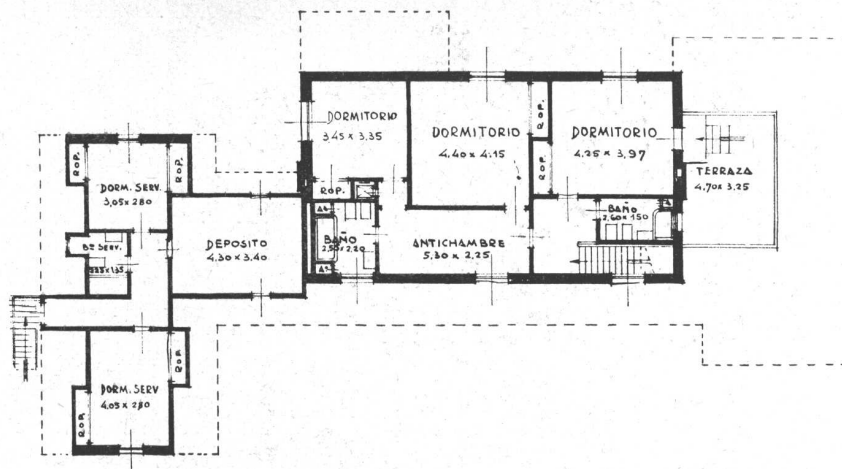 DORMITORIO
3.45 x 3.35
DORMITORIO
4.40 x 4.15
ROP.
ROP.
DORMITORIO
4.25 x 3.97
TERRAZA
4.70 x 3.25
ROP.
DORM. SERV.
3,05 x 2.80
ROP.
ROP.
BAÑO
2.60 x 1.50
DEPOSITO
4.30 x 3.40
BAÑO
ANTICHAMBRE
5.30 x 2.25
Bº SERV.
DORM. SERV
4.05 x 2.80
ROP
ROP.